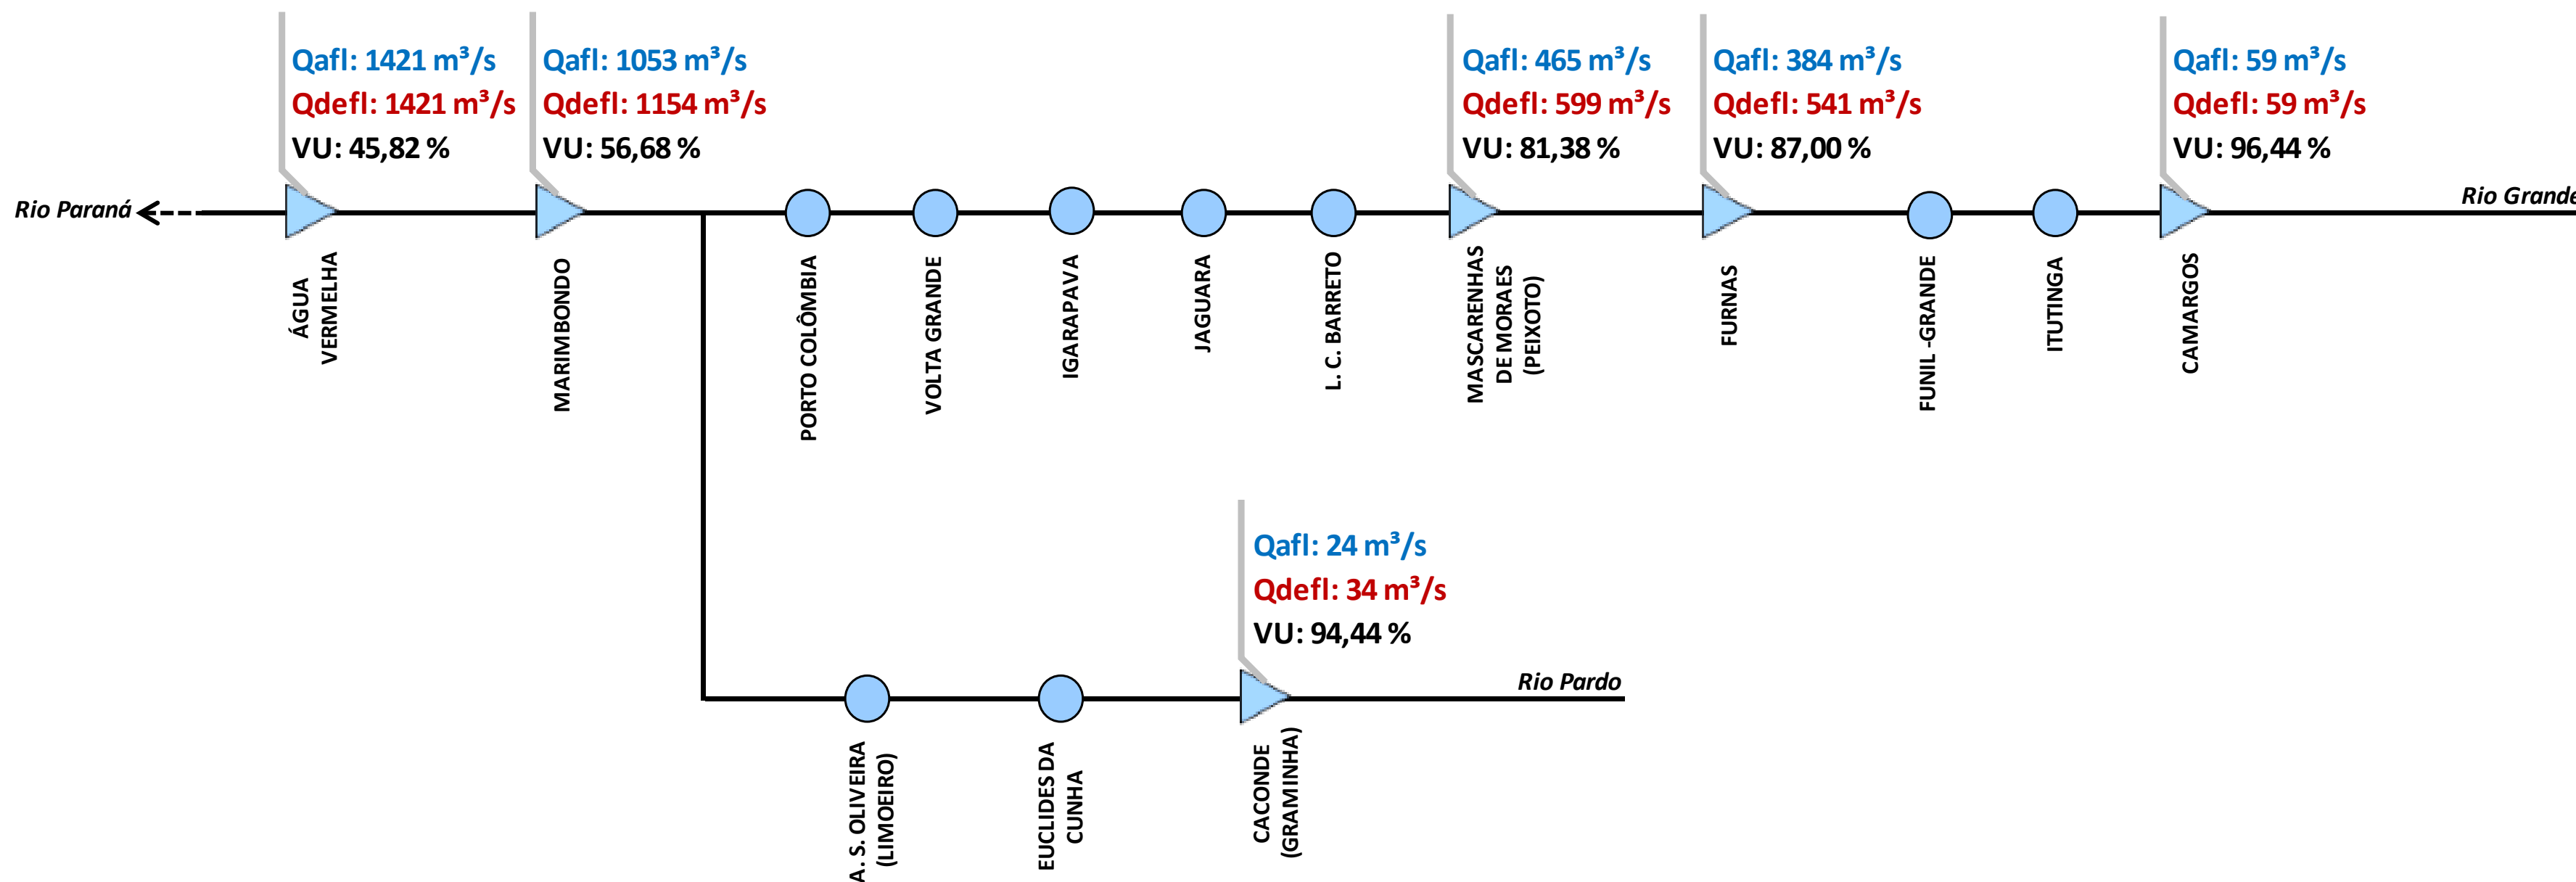 Qafl: 1421 m³/s
Qdefl: 1421 m³/s
VU: 45,82 %
Qafl: 1053 m³/s
Qdefl: 1154 m³/s
VU: 56,68 %
Qafl: 465 m³/s
Qdefl: 599 m³/s
VU: 81,38 %
Qafl: 384 m³/s
Qdefl: 541 m³/s
VU: 87,00 %
Qafl: 59 m³/s
Qdefl: 59 m³/s
VU: 96,44 %
Rio Paraná
Rio Grande
ÁGUA
VERMELHA
MARIMBONDO
PORTO COLÔMBIA
VOLTA GRANDE
IGARAPAVA
JAGUARA
L. C. BARRETO
MASCARENHAS
DE MORAES
(PEIXOTO)
FURNAS
FUNIL -GRANDE
ITUTINGA
CAMARGOS
Qafl: 24 m³/s
Qdefl: 34 m³/s
VU: 94,44 %
Rio Pardo
A. S. OLIVEIRA
(LIMOEIRO)
EUCLIDES DA
CUNHA
CACONDE
(GRAMINHA)